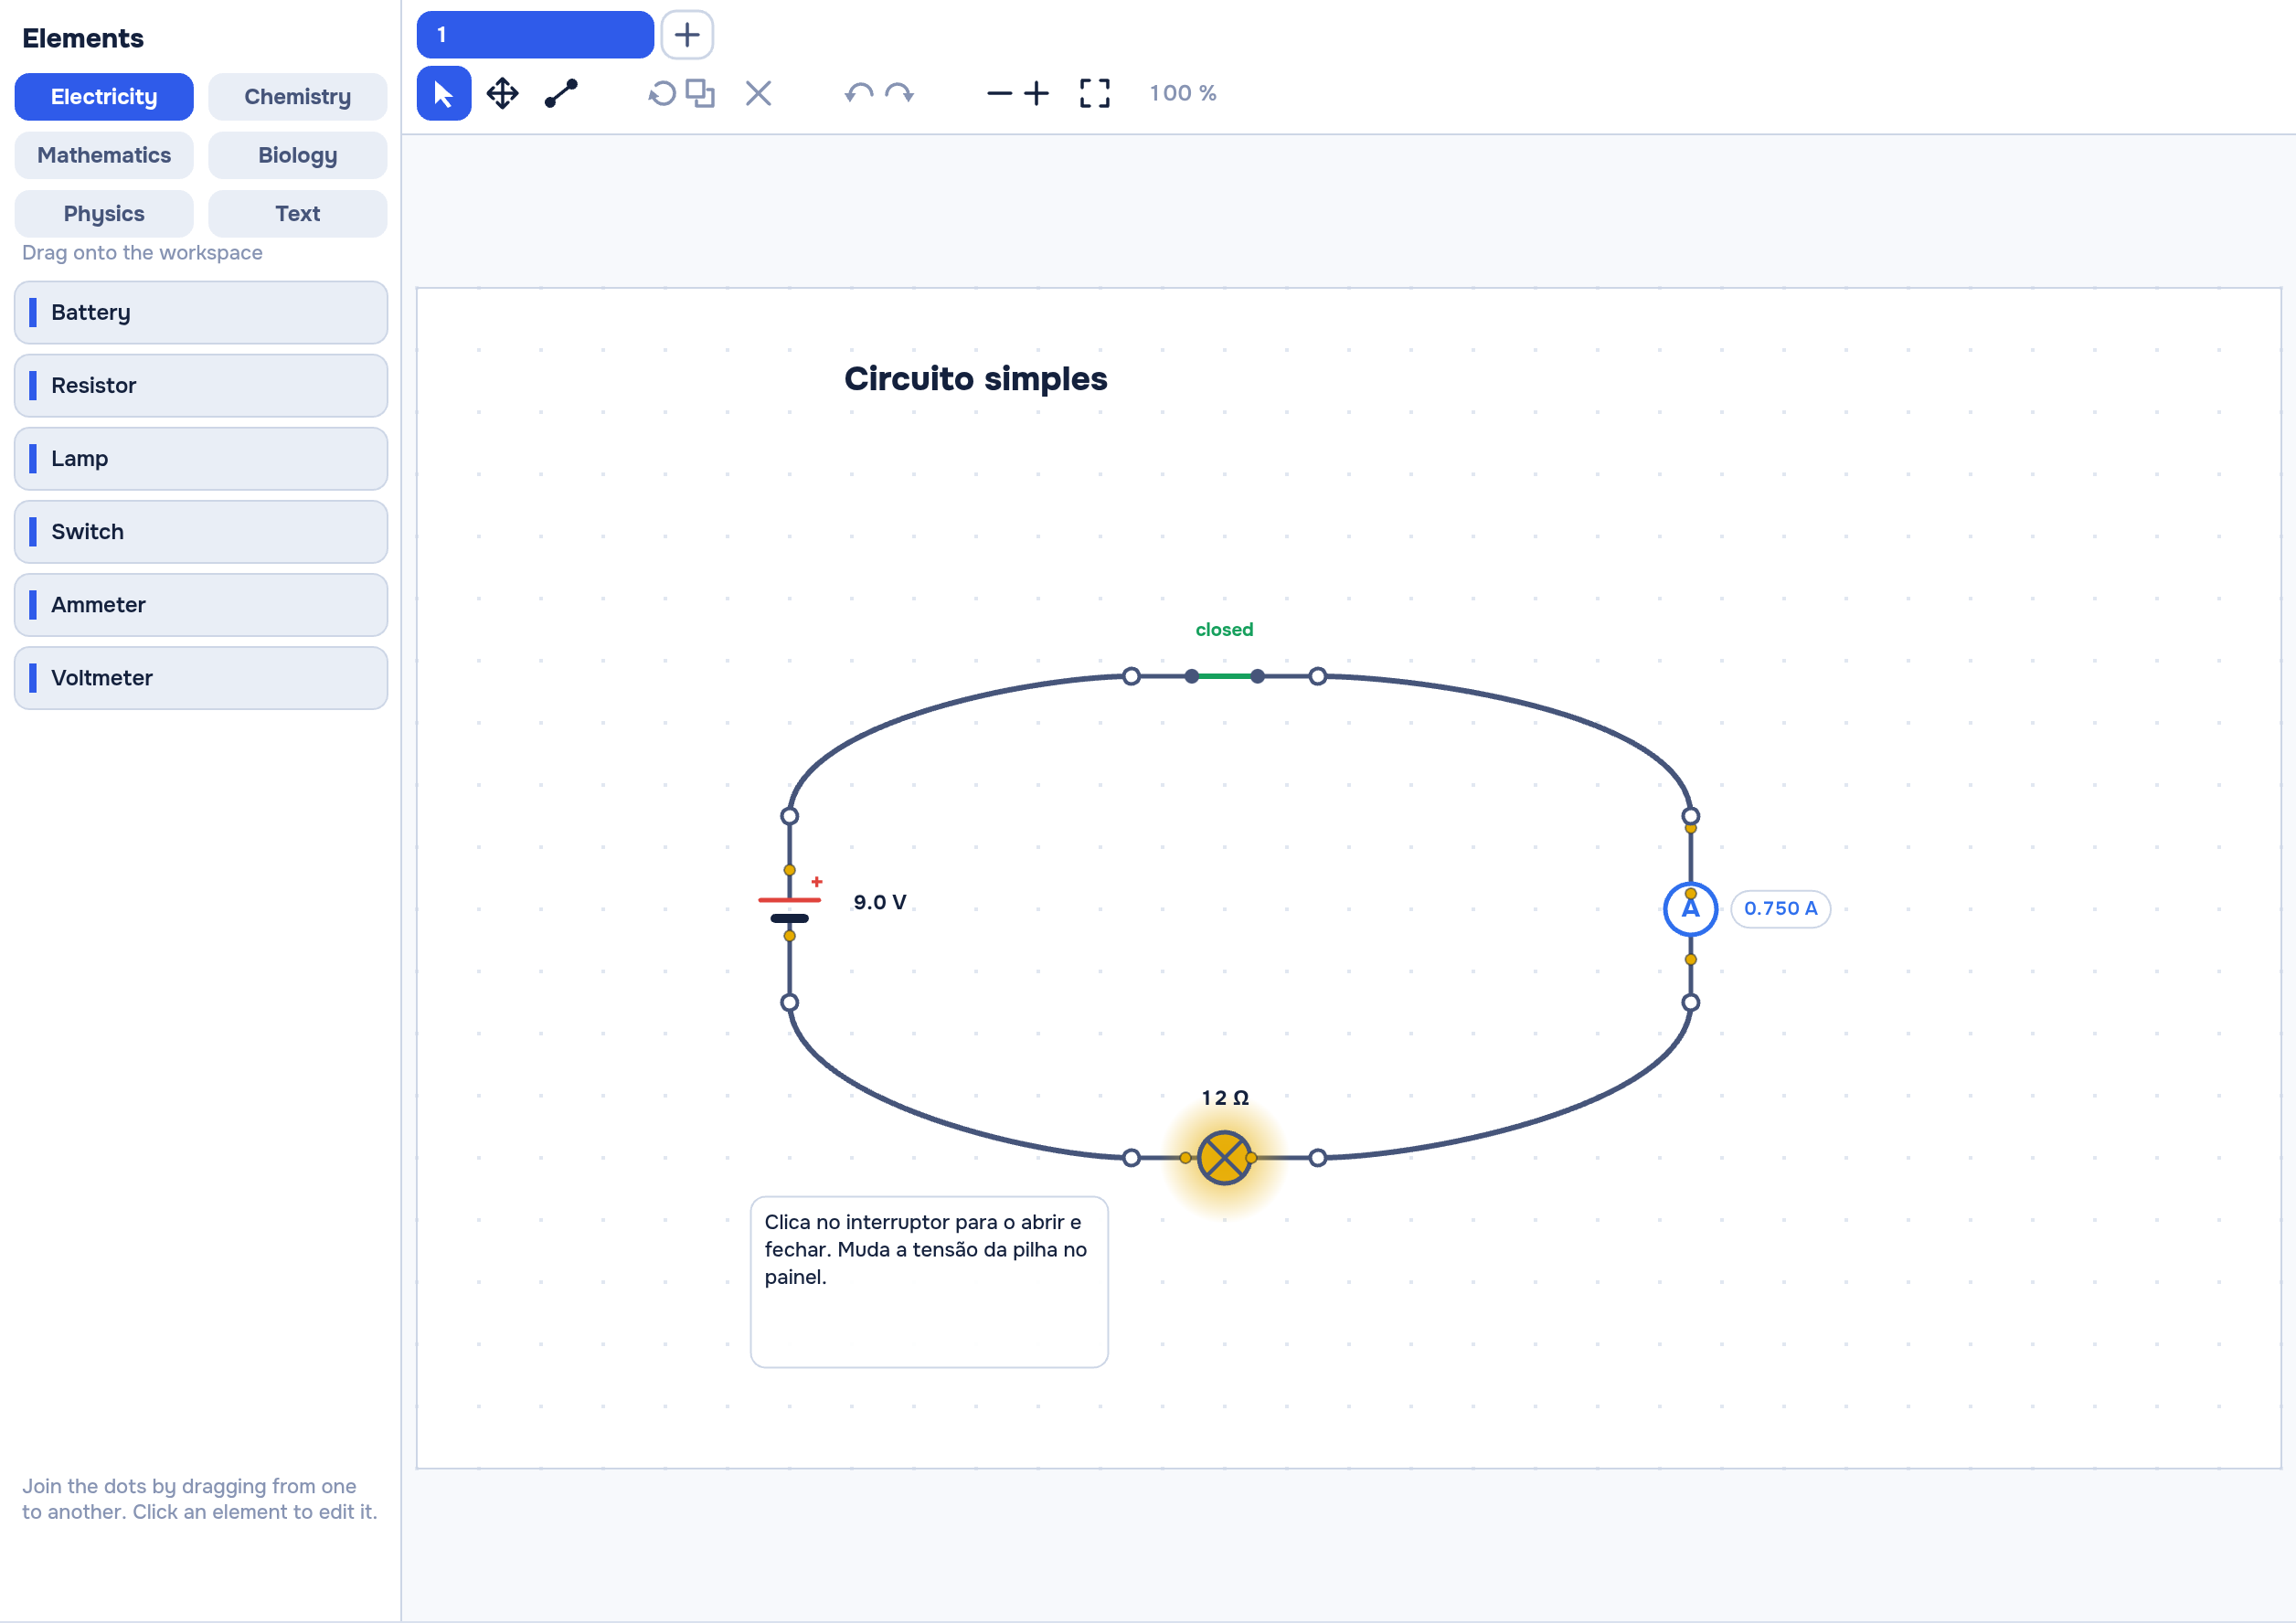 Elements
Electricity
Chemistry
Mathematics
Biology
Physics
Text
Drag onto the workspace
Battery
Resistor
Lamp
Switch
Ammeter
Voltmeter
Join the dots by dragging from one
to another. Click an element to edit it.
1
100 %
Circuito simples
closed
+
9.0 V
A
0.750 A
12 Ω
Clica no interruptor para o abrir e
fechar. Muda a tensão da pilha no
painel.